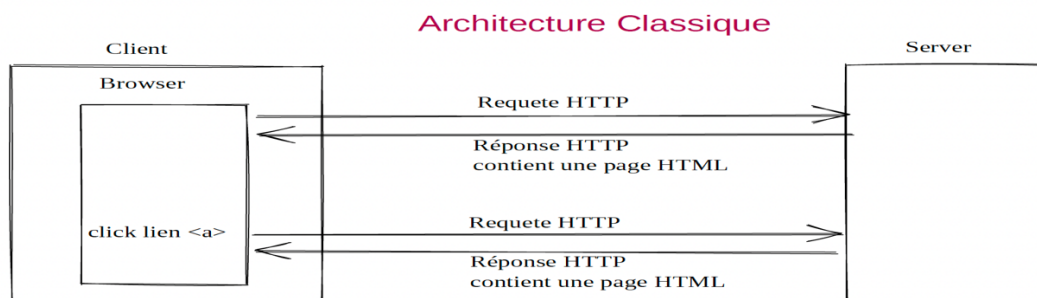 Architecture Classique
Client
Server
Browser
Requete HTTP
Réponse HTTP
contient une page HTML
click lien <a>
Requete HTTP
Réponse HTTP
contient une page HTML